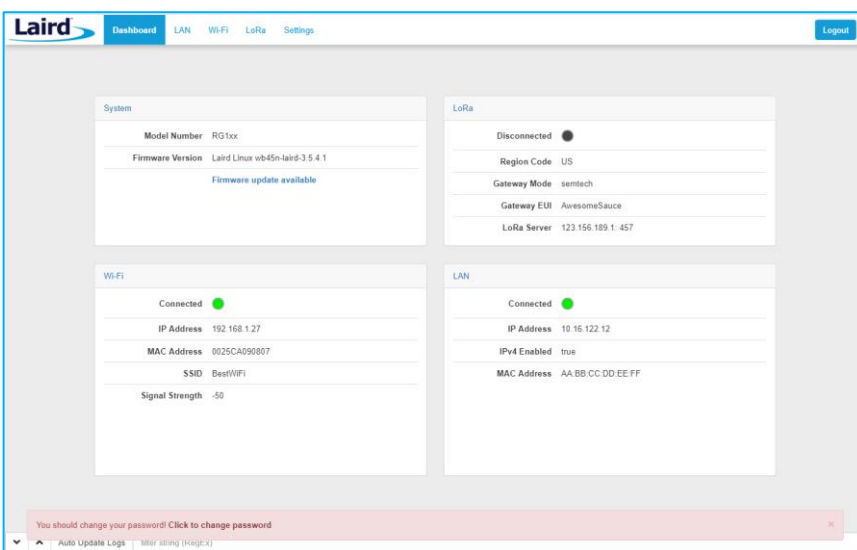 Laird
Dashboard LAN Wi-Fi LoRa Settings Logout
System
Model Number RG1xx
Firmware Version Laird Linux wb45n-laird-3.5.4.1
Firmware update available
LoRa
Disconnected
Region Code US
Gateway Mode semtech
Gateway EUI AwesomeSauce
LoRa Server 123.156.189.1: 457
Wi-Fi
Connected
IP Address 192.168.1.27
MAC Address 0025CA090807
SSID BestWiFi
Signal Strength -50
LAN
Connected
IP Address 10.16.122.12
IPv4 Enabled true
MAC Address AA:BB:CC:DD:EE:FF
You should change your password! Click to change password ×
Auto Update Logs filter string (RegEx)